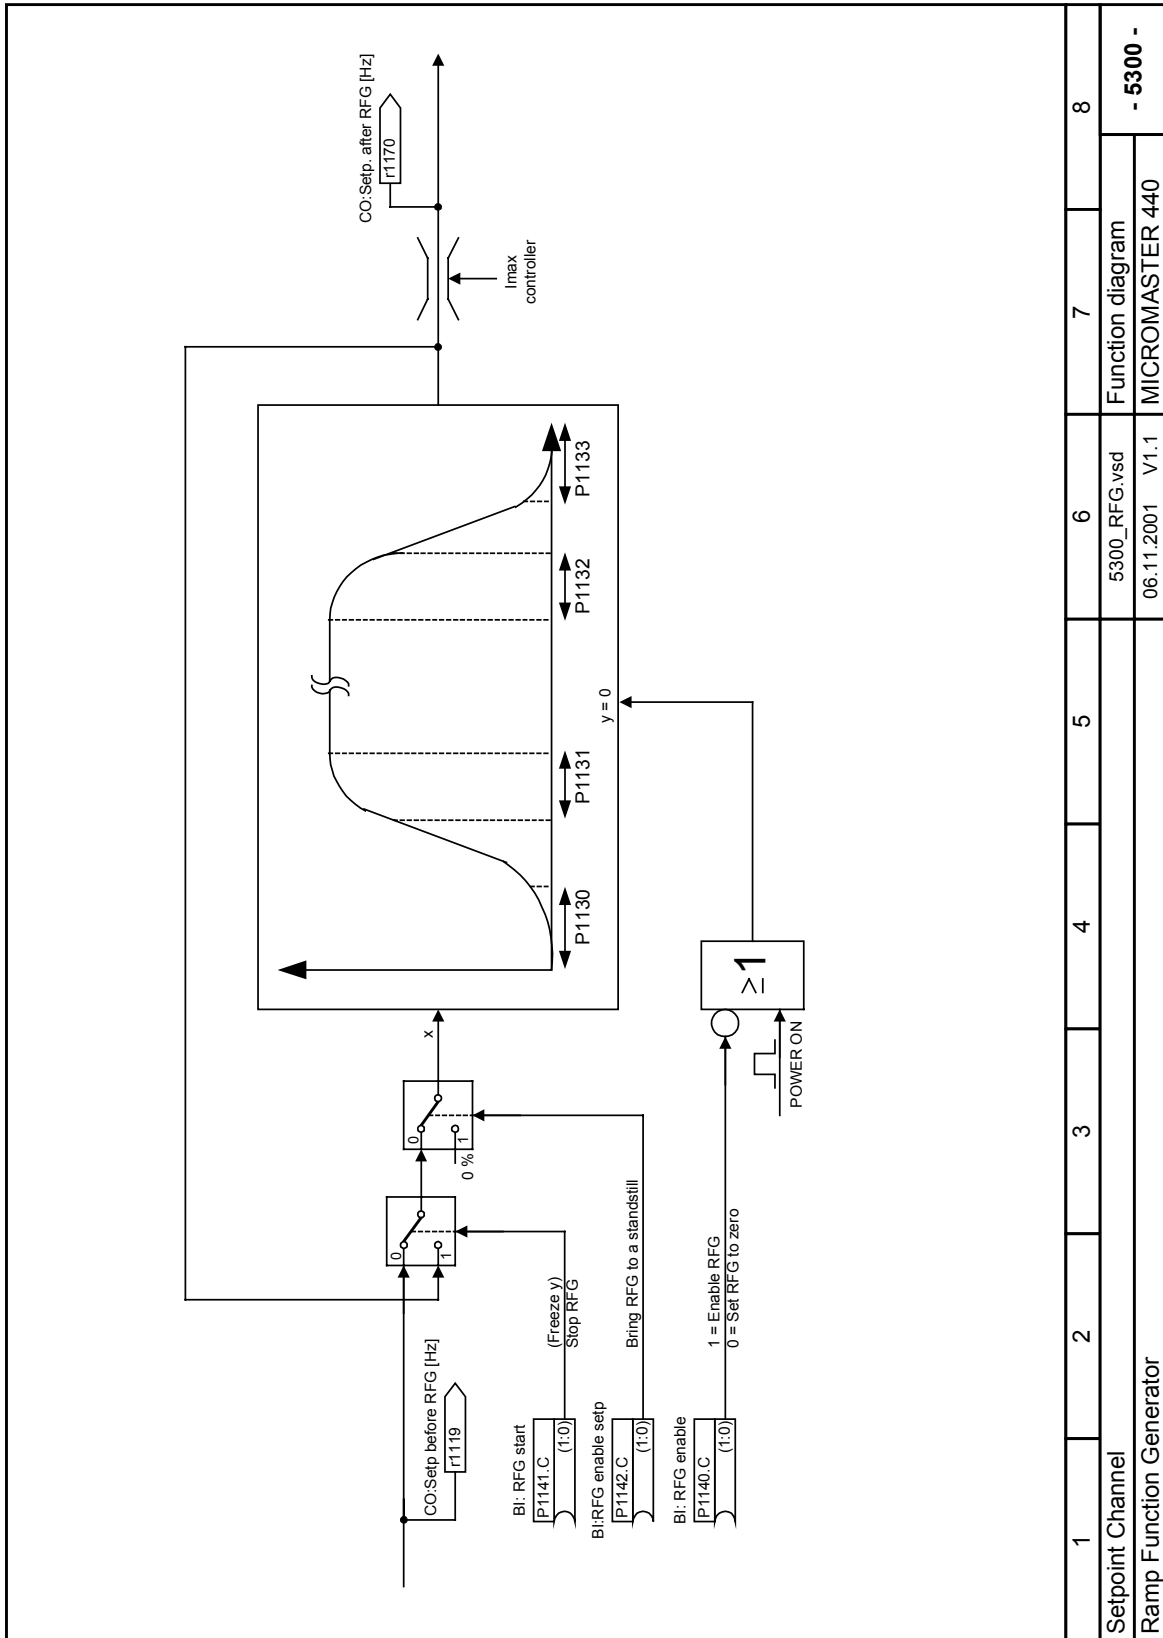 CO:Setp before RFG [Hz]
r1119
BI: RFG start
P1141.C
(1:0)
(Freeze y)
Stop RFG
BI:RFG enable setp
P1142.C
(1:0)
Bring RFG to a standstill
BI: RFG enable
P1140.C
(1:0)
1 = Enable RFG
0 = Set RFG to zero
0
1
0
1
0 %
x
POWER ON
≥1
y = 0
P1130
P1131
P1132
P1133
Imax
controller
CO:Setp. after RFG [Hz]
r1170
1 2 3 4 5 6 7 8
Setpoint Channel
5300_RFG.vsd
Function diagram
- 5300 -
Ramp Function Generator
06.11.2001 V1.1
MICROMASTER 440